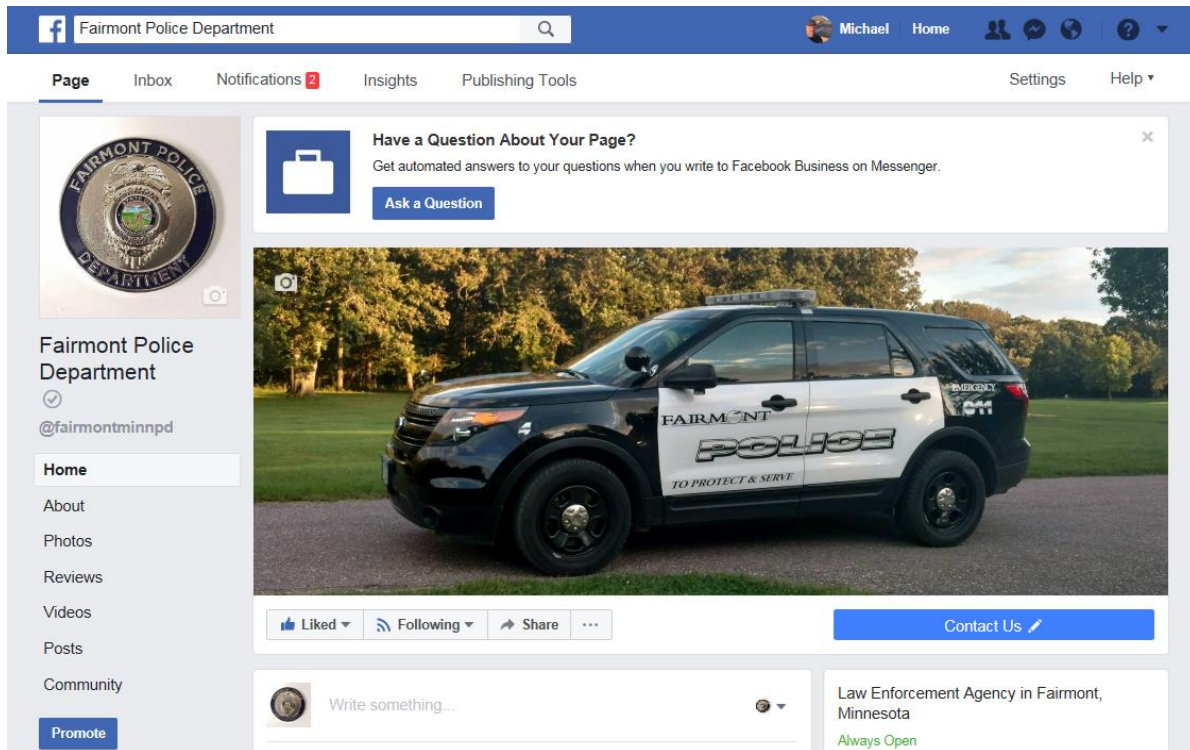 Fairmont Police Department
Michael
Home
Page
Inbox
Notifications 2
Insights
Publishing Tools
Settings
Help
FAIRMONT POLICE
DEPARTMENT
Have a Question About Your Page?
Get automated answers to your questions when you write to Facebook Business on Messenger.
Ask a Question
Fairmont Police
Department
@fairmontminnpd
Home
About
Photos
Reviews
Videos
Posts
Community
Promote
EMERGENCY
911
4
FAIRMONT
POLICE
TO PROTECT & SERVE
Liked
Following
Share
...
Contact Us
Write something...
Law Enforcement Agency in Fairmont,
Minnesota
Always Open